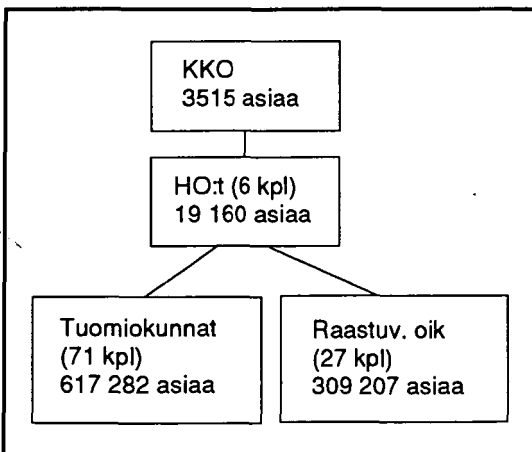 KKO
3515 asiaa
HO:t (6 kpl)
19 160 asiaa
Tuomiokunnat
(71 kpl)
617 282 asiaa
Raastuv. oik
(27 kpl)
309 207 asiaa